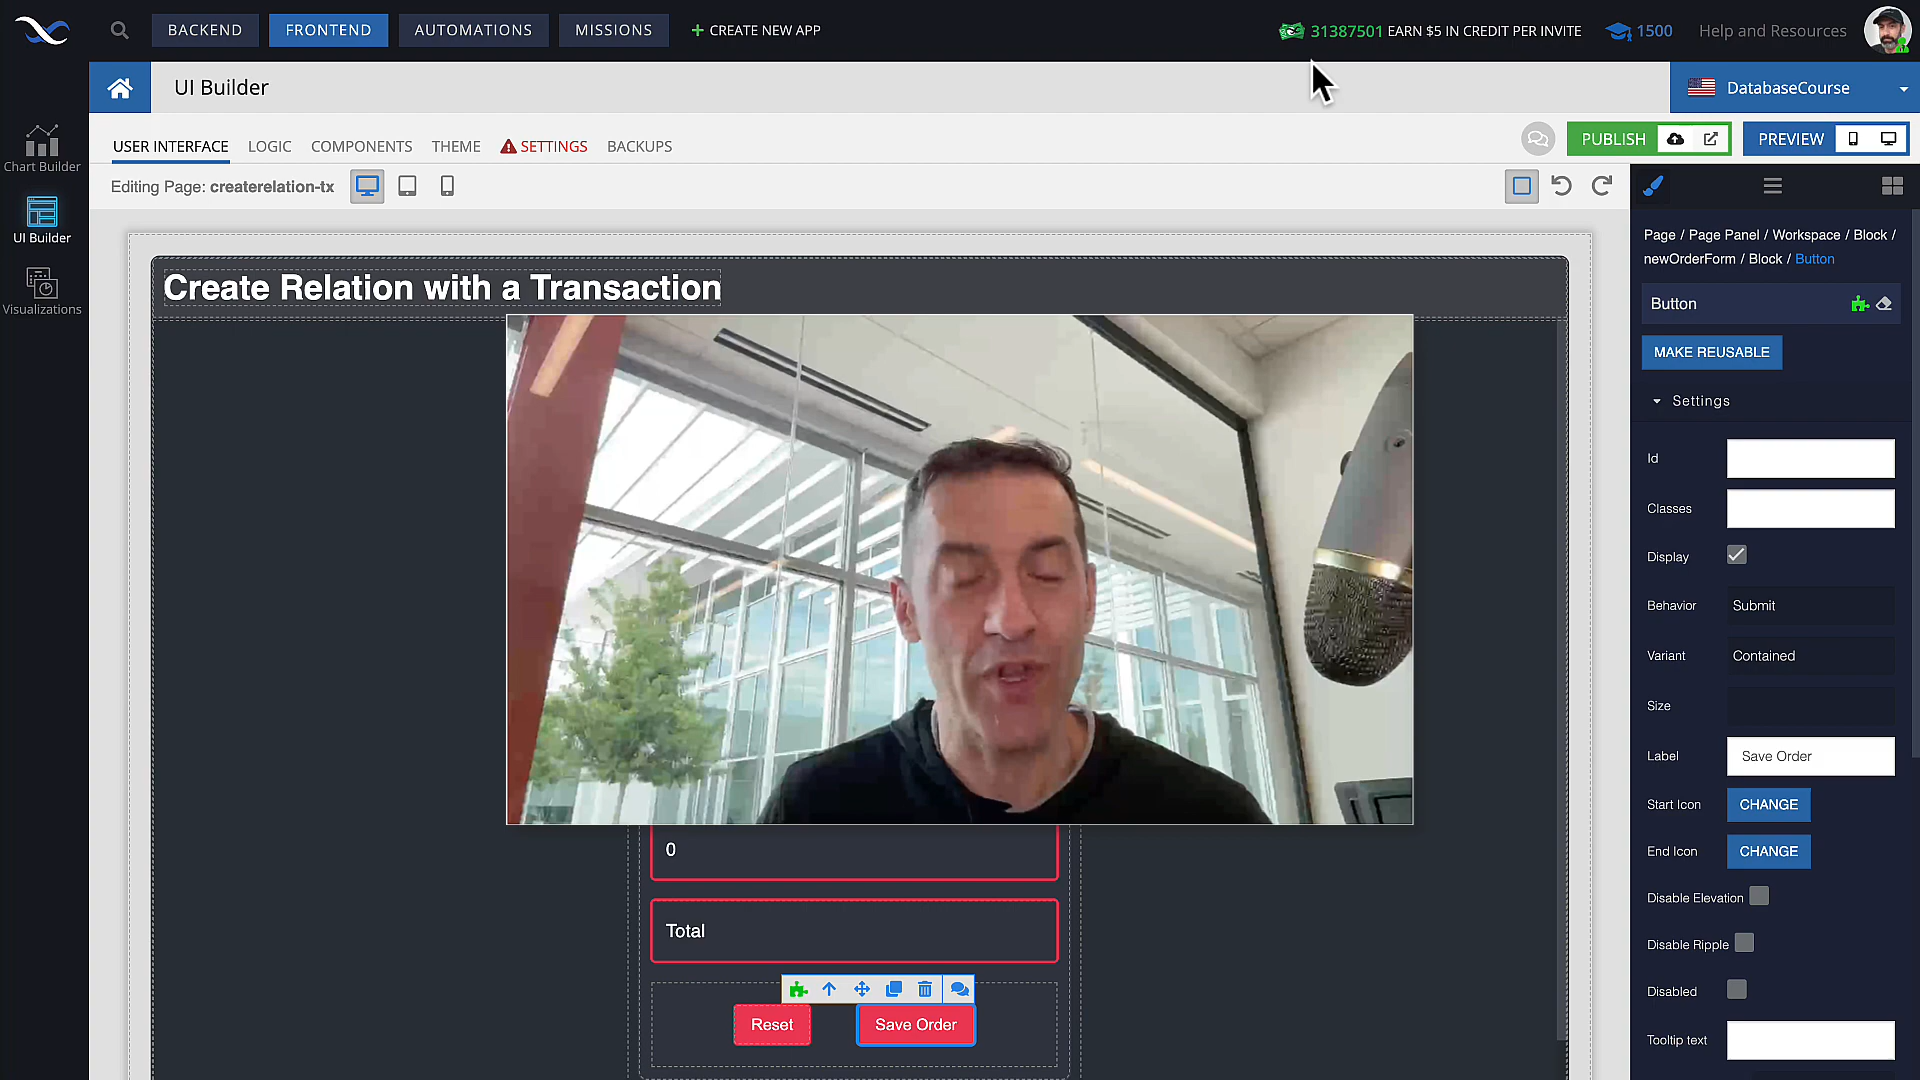 BACKEND
FRONTEND
AUTOMATIONS
MISSIONS
+ CREATE NEW APP
31387501 EARN $5 IN CREDIT PER INVITE
1500
Help and Resources
UI Builder
DatabaseCourse
Chart Builder
UI Builder
Visualizations
USER INTERFACE
LOGIC
COMPONENTS
THEME
SETTINGS
BACKUPS
PUBLISH
PREVIEW
Editing Page: createrelation-tx
Create Relation with a Transaction
0
Total
Reset
Save Order
Page / Page Panel / Workspace / Block /
newOrderForm / Block / Button
Button
MAKE REUSABLE
Settings
Id
Classes
Display
Behavior Submit
Variant Contained
Size
Label Save Order
Start Icon CHANGE
End Icon CHANGE
Disable Elevation
Disable Ripple
Disabled
Tooltip text